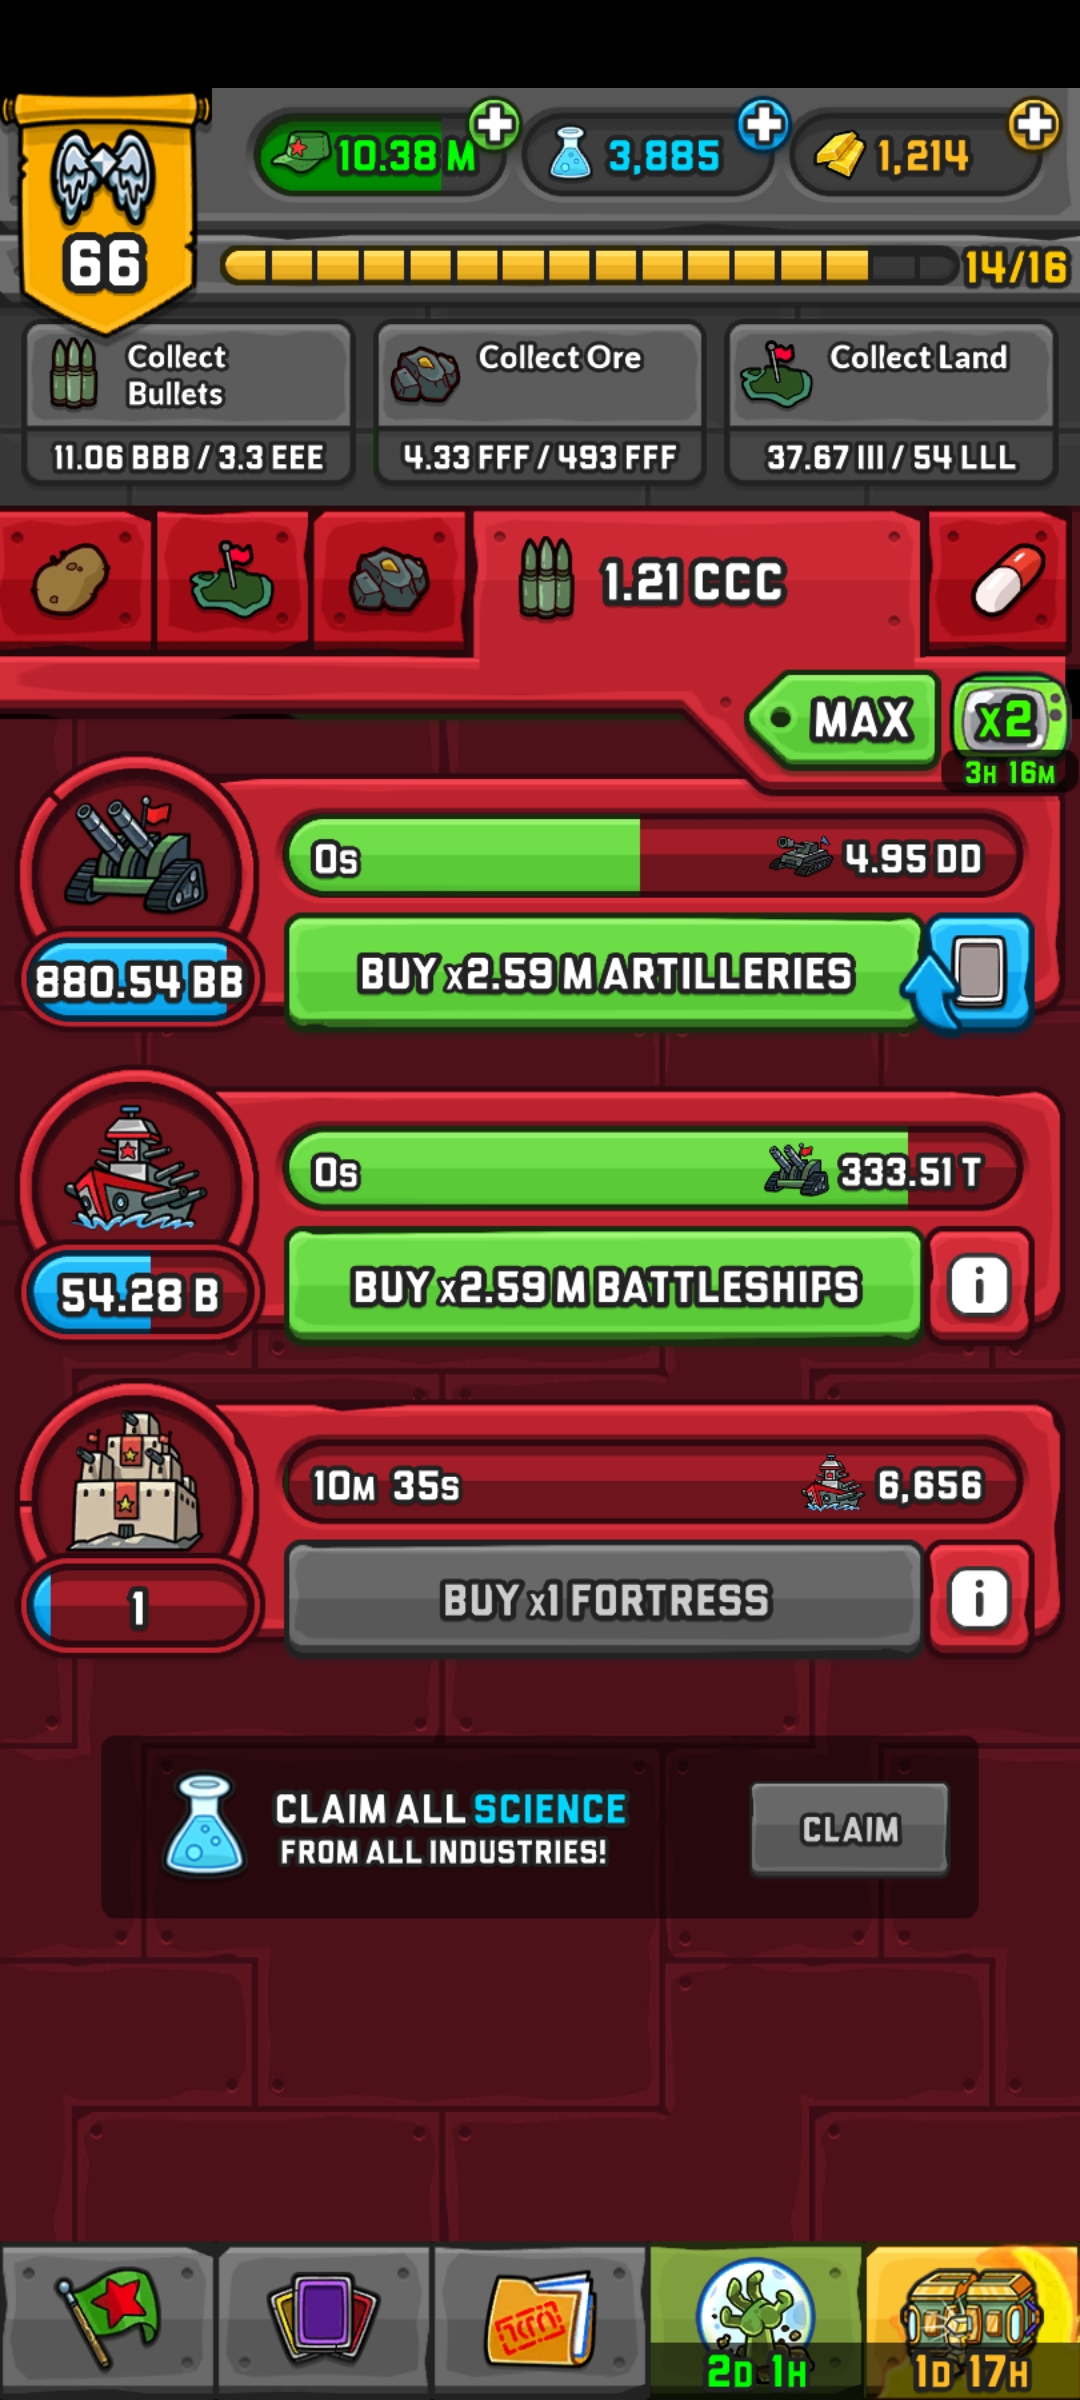 10.38 M
3,885
1,214
66
14/16
Collect
Bullets
11.06 BBB / 3.3 EEE
Collect Ore
4.33 FFF / 493 FFF
Collect Land
37.67 III / 54 LLL
1.21 CCC
MAX
x2
3H 16M
0s
4.95 DD
880.54 BB
BUY x2.59 M ARTILLERIES
0s
333.51 T
54.28 B
BUY x2.59 M BATTLESHIPS
i
10M 35s
6,656
1
BUY x1 FORTRESS
i
CLAIM ALL SCIENCE
FROM ALL INDUSTRIES!
CLAIM
2D 1H
1D 17H